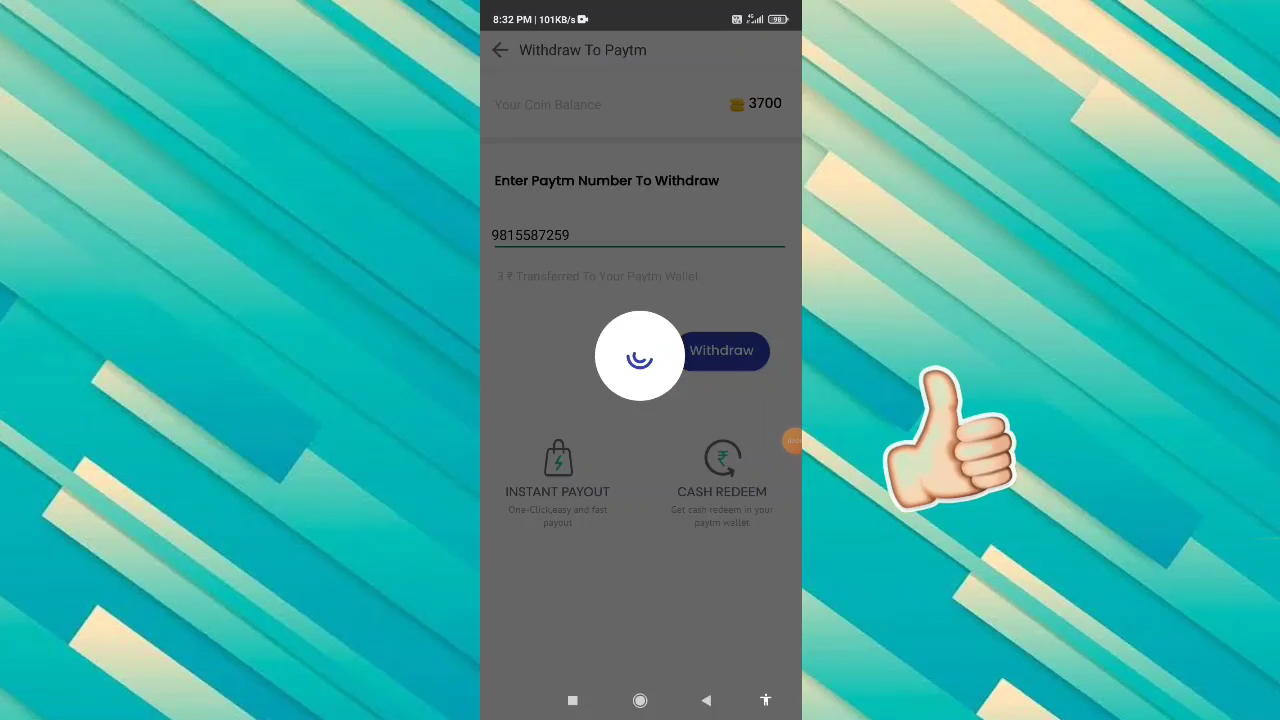 8:32 PM | 101KB/s
4G
98
Withdraw To Paytm
Your Coin Balance
3700
Enter Paytm Number To Withdraw
9815587259
3 ₹ Transferred To Your Paytm Wallet
Withdraw
INSTANT PAYOUT
One-Click,easy and fast
payout
CASH REDEEM
Get cash redeem in your
paytm wallet